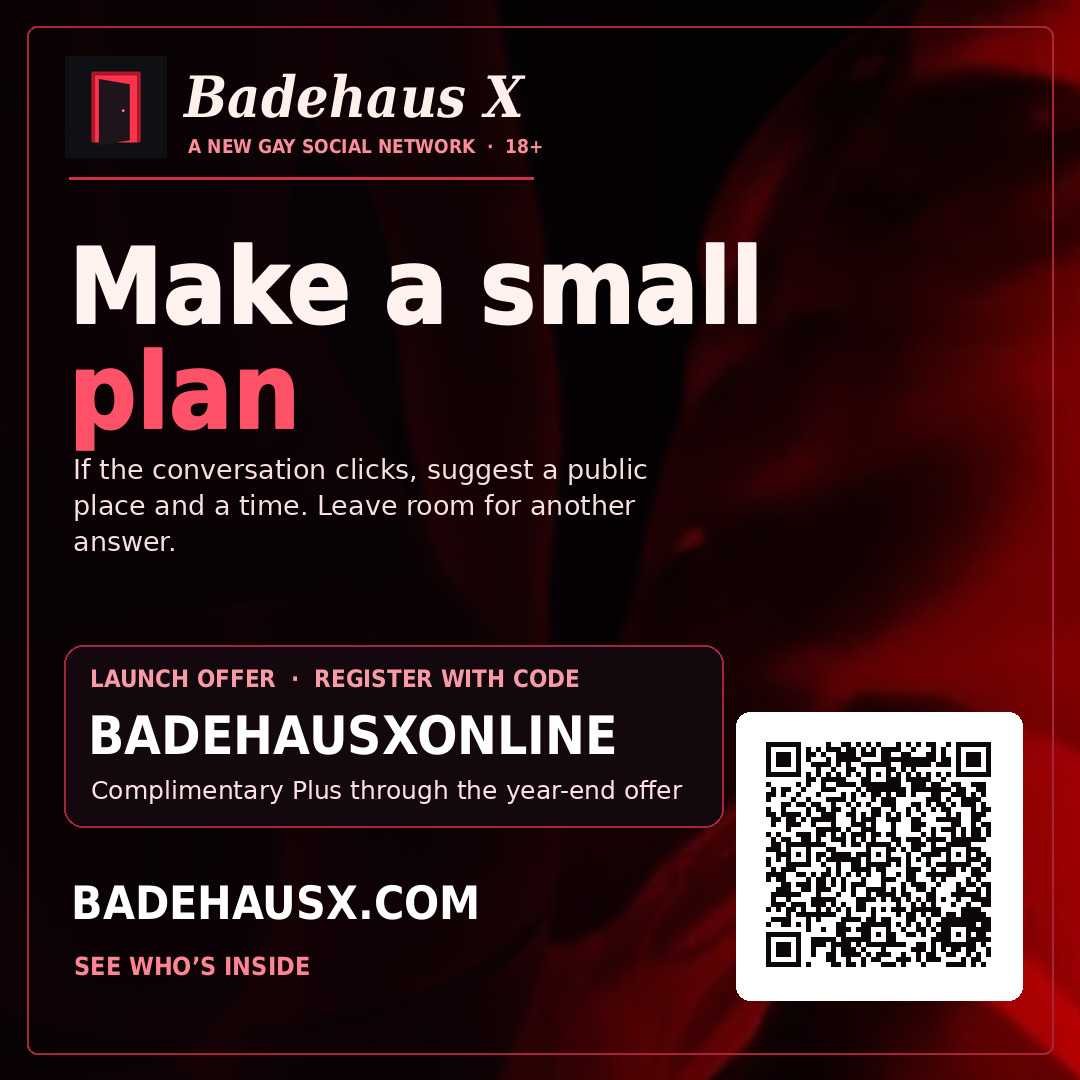 Badehaus X
A NEW GAY SOCIAL NETWORK · 18+
Make a small
plan
If the conversation clicks, suggest a public
place and a time. Leave room for another
answer.
LAUNCH OFFER · REGISTER WITH CODE
BADEHAUSXONLINE
Complimentary Plus through the year-end offer
BADEHAUSX.COM
SEE WHO’S INSIDE